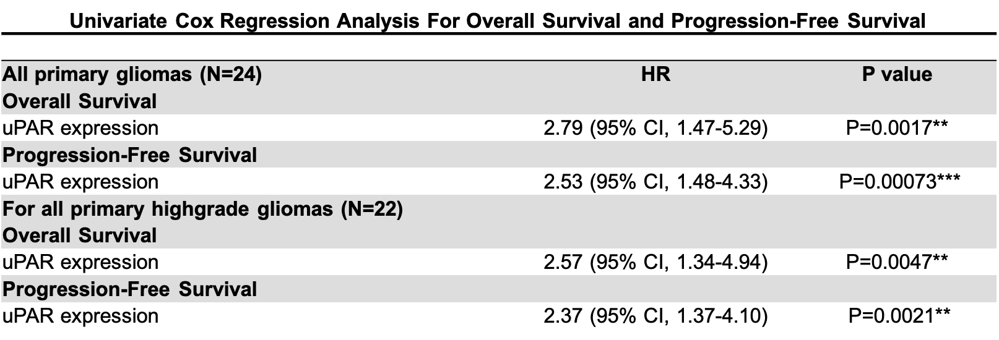 Univariate Cox Regression Analysis For Overall Survival and Progression-Free Survival
All primary gliomas (N=24) HR P value
Overall Survival
uPAR expression 2.79 (95% CI, 1.47-5.29) P=0.0017**
Progression-Free Survival
uPAR expression 2.53 (95% CI, 1.48-4.33) P=0.00073***
For all primary highgrade gliomas (N=22)
Overall Survival
uPAR expression 2.57 (95% CI, 1.34-4.94) P=0.0047**
Progression-Free Survival
uPAR expression 2.37 (95% CI, 1.37-4.10) P=0.0021**